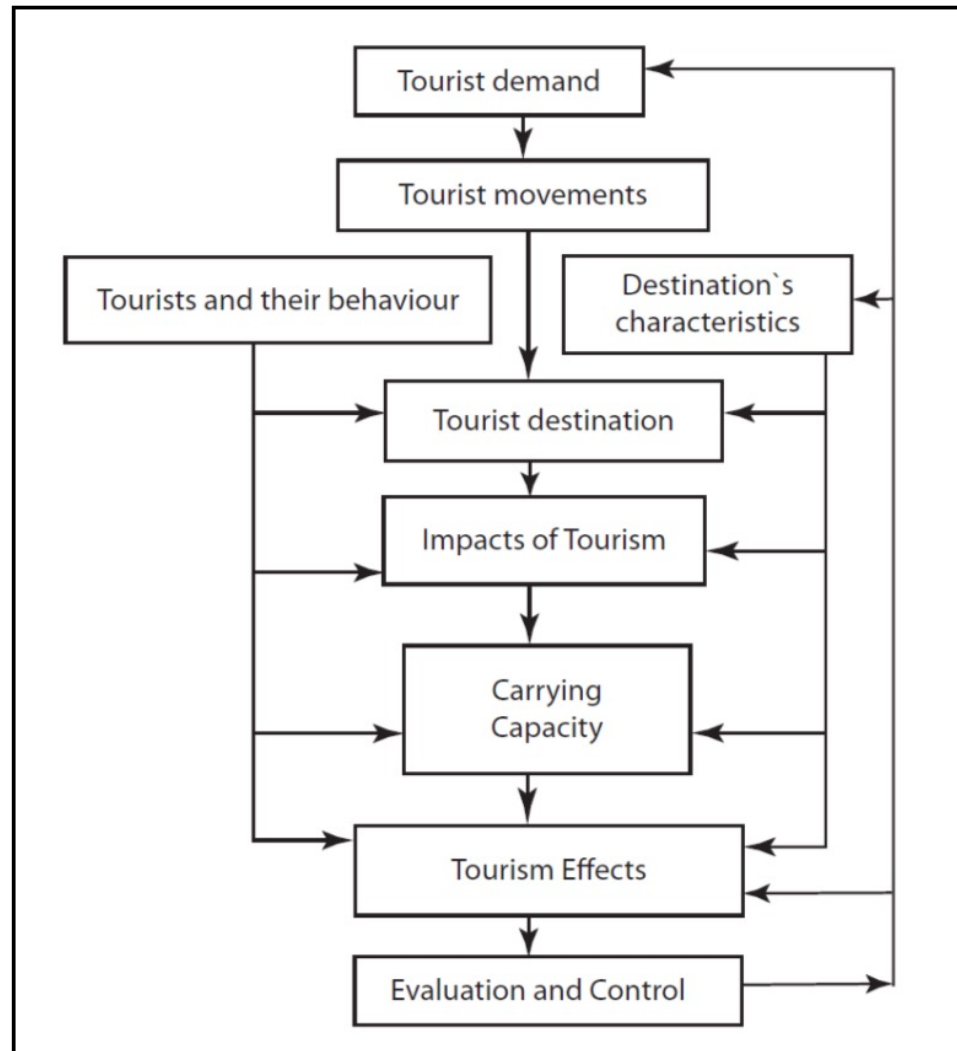 Tourist demand
Tourist movements
Tourists and their behaviour
Destination`s
characteristics
Tourist destination
Impacts of Tourism
Carrying
Capacity
Tourism Effects
Evaluation and Control